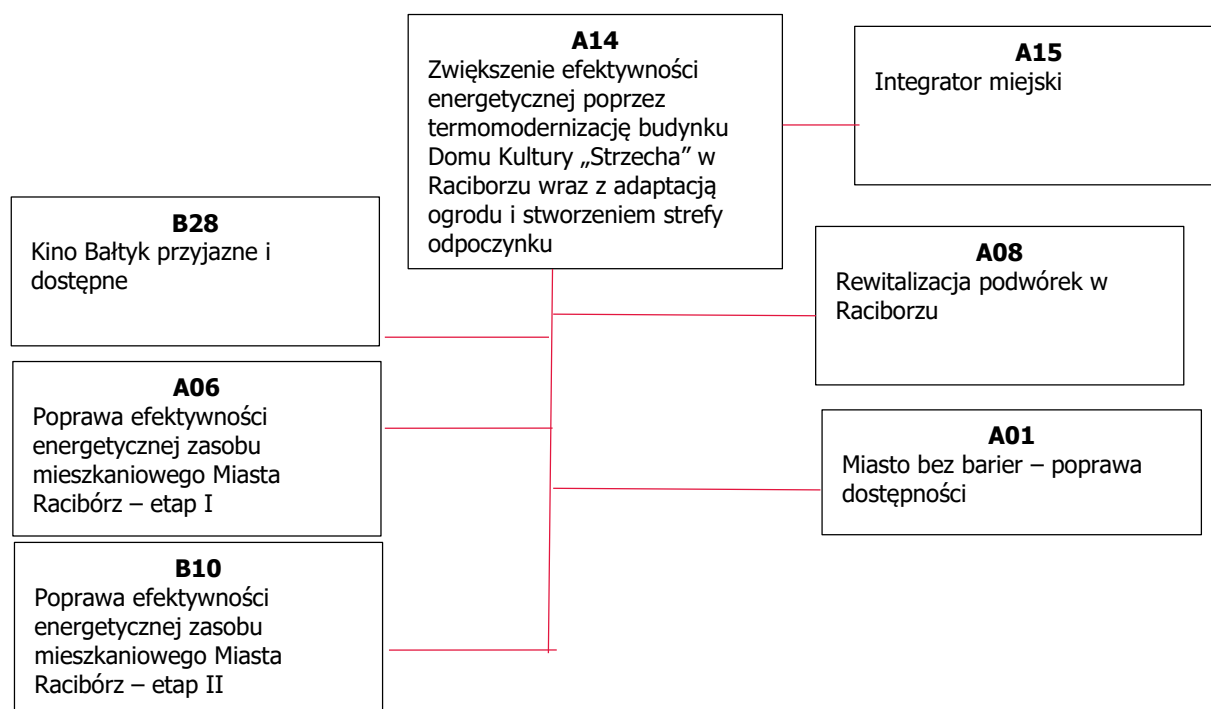 A14
Zwiększenie efektywności
energetycznej poprzez
termomodernizację budynku
Domu Kultury „Strzecha” w
Raciborzu wraz z adaptacją
ogrodu i stworzeniem strefy
odpoczynku
A15
Integrator miejski
B28
Kino Bałtyk przyjazne i
dostępne
A08
Rewitalizacja podwórek w
Raciborzu
A06
Poprawa efektywności
energetycznej zasobu
mieszkaniowego Miasta
Racibórz – etap I
A01
Miasto bez barier – poprawa
dostępności
B10
Poprawa efektywności
energetycznej zasobu
mieszkaniowego Miasta
Racibórz – etap II